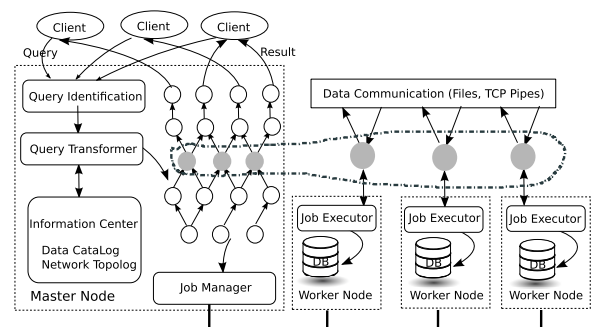 Client
Client
Client
Query
Result
Query Identification
Data Communication (Files, TCP Pipes)
Query Transformer
Information Center
Data CataLog
Network Topolog
Master Node
Job Manager
Job Executor
DB
Worker Node
Job Executor
DB
Worker Node
Job Executor
DB
Worker Node